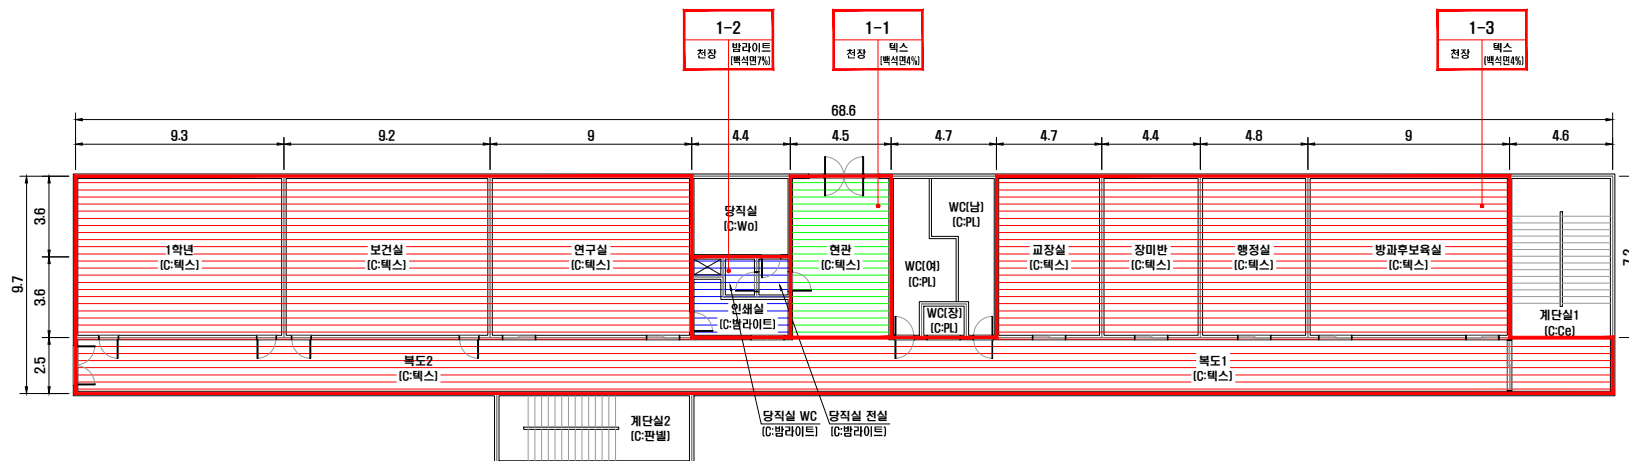 1-2
천장
밤라이트
(백석면7%)
1-1
천장
텍스
(백석면4%)
1-3
천장
텍스
(백석면4%)
68.6
9.3
9.2
9
4.4
4.5
4.7
4.7
4.4
4.8
9
4.6
9.7
3.6
3.6
2.5
7.2
1학년
(C:텍스)
보건실
(C:텍스)
연구실
(C:텍스)
당직실
(C:Wo)
인쇄실
(C:밤라이트)
현관
(C:텍스)
WC(남)
(C:PL)
WC(여)
(C:PL)
WC(장)
(C:PL)
교장실
(C:텍스)
장미반
(C:텍스)
행정실
(C:텍스)
방과후보육실
(C:텍스)
계단실1
(C:Ce)
복도2
(C:텍스)
복도1
(C:텍스)
계단실2
(C:판넬)
당직실 WC
(C:밤라이트)
당직실 전실
(C:밤라이트)